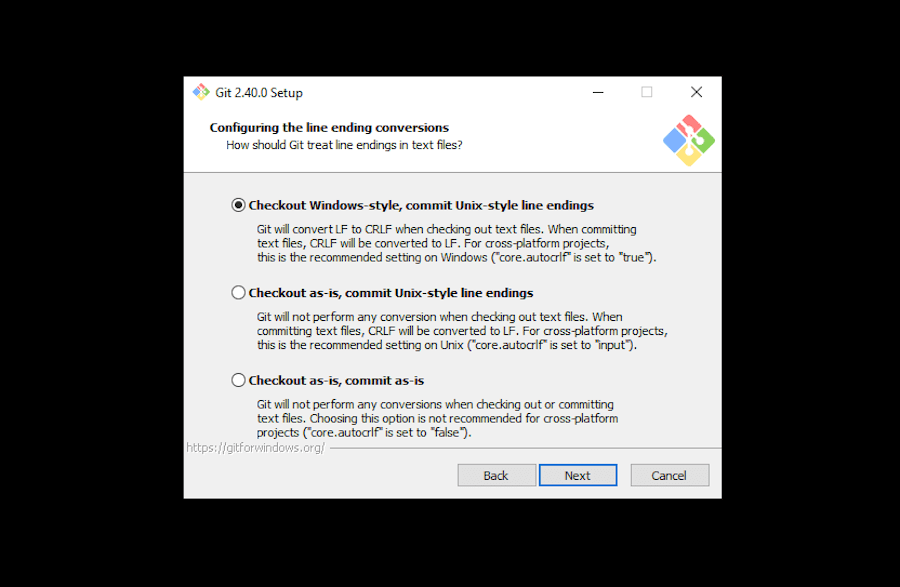 Git 2.40.0 Setup
Configuring the line ending conversions
How should Git treat line endings in text files?
Checkout Windows-style, commit Unix-style line endings
Git will convert LF to CRLF when checking out text files. When committing
text files, CRLF will be converted to LF. For cross-platform projects,
this is the recommended setting on Windows ("core.autocrlf" is set to "true").
Checkout as-is, commit Unix-style line endings
Git will not perform any conversion when checking out text files. When
committing text files, CRLF will be converted to LF. For cross-platform projects,
this is the recommended setting on Unix ("core.autocrlf" is set to "input").
Checkout as-is, commit as-is
Git will not perform any conversions when checking out or committing
text files. Choosing this option is not recommended for cross-platform
projects ("core.autocrlf" is set to "false").
https://gitforwindows.org/
Back Next Cancel